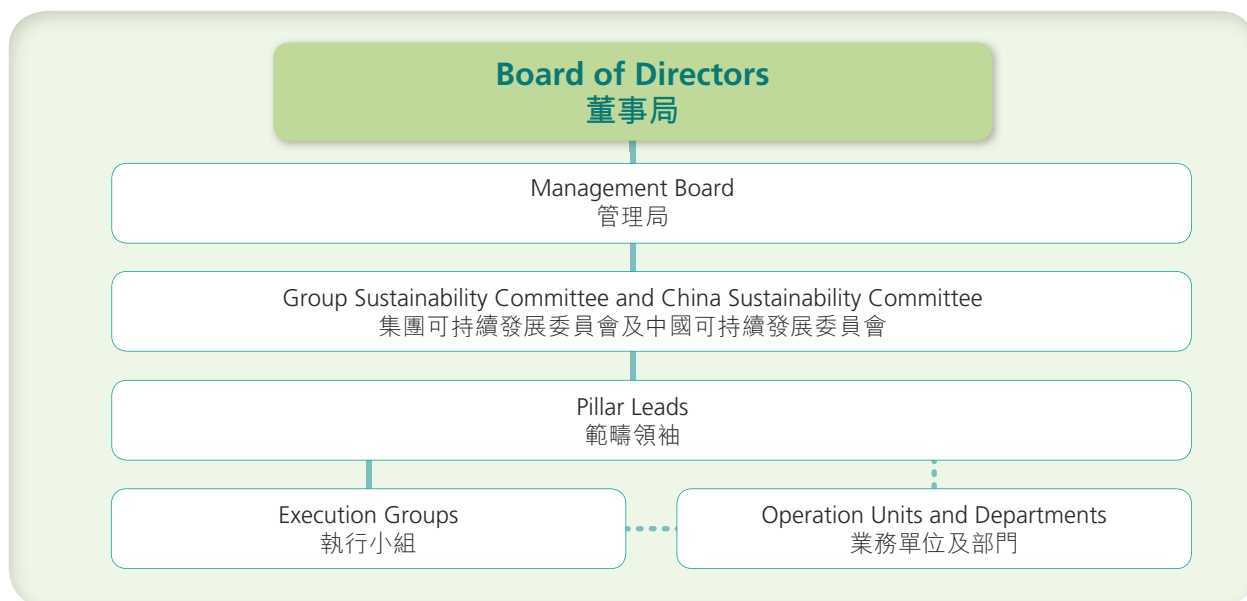 Board of Directors
董事局
Management Board
管理局
Group Sustainability Committee and China Sustainability Committee
集團可持續發展委員會及中國可持續發展委員會
Pillar Leads
範疇領袖
Execution Groups
執行小組
Operation Units and Departments
業務單位及部門